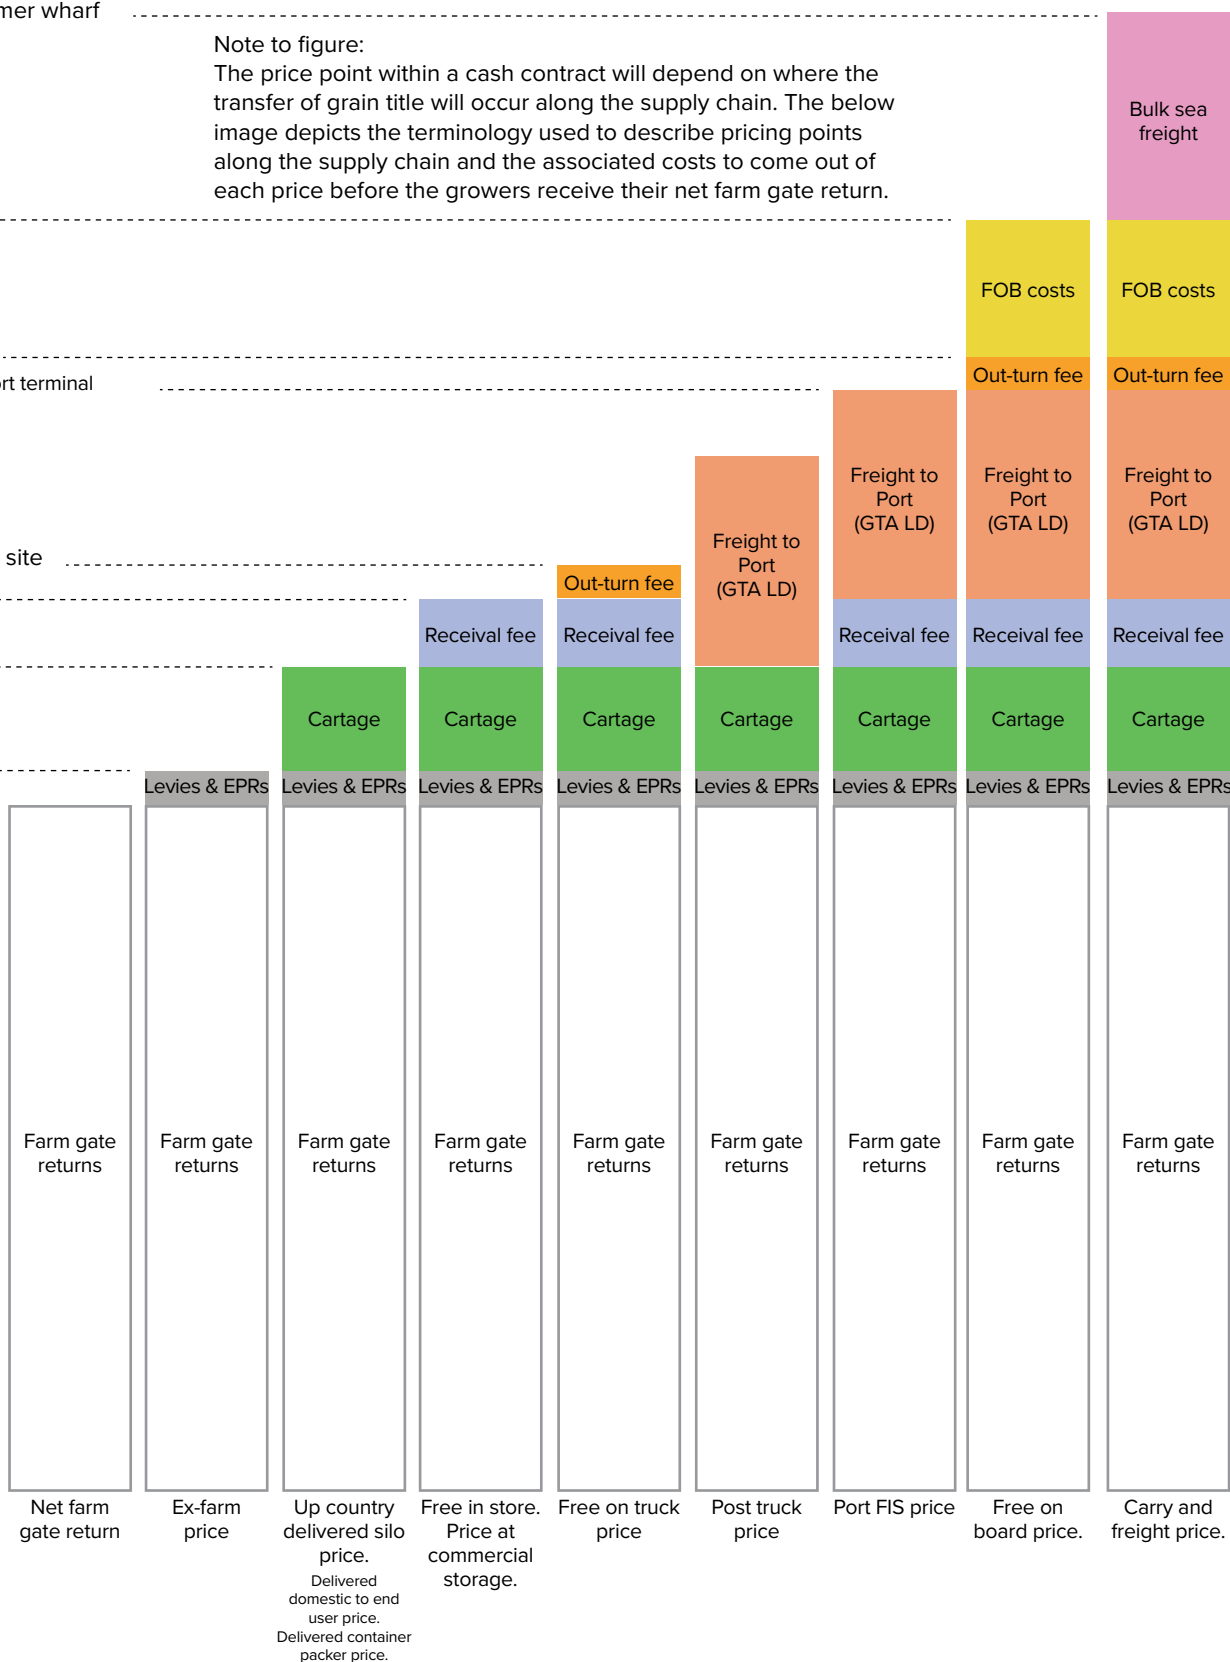 wharf
Note to figure:
The price point within a cash contract will depend on where the
transfer of grain title will occur along the supply chain. The below
image depicts the terminology used to describe pricing points
along the supply chain and the associated costs to come out of
each price before the growers receive their net farm gate return.
Bulk sea
freight
FOB costs
FOB costs
Out-turn fee
Out-turn fee
terminal
Freight to
Port
(GTA LD)
Freight to
Port
(GTA LD)
Freight to
Port
(GTA LD)
Freight to
Port
(GTA LD)
site
Out-turn fee
Receival fee
Receival fee
Receival fee
Receival fee
Receival fee
Cartage
Cartage
Cartage
Cartage
Cartage
Cartage
Cartage
Levies & EPRs
Levies & EPRs
Levies & EPRs
Levies & EPRs
Levies & EPRs
Levies & EPRs
Levies & EPRs
Levies & EPRs
Farm gate
returns
Farm gate
returns
Farm gate
returns
Farm gate
returns
Farm gate
returns
Farm gate
returns
Farm gate
returns
Farm gate
returns
Farm gate
returns
Net farm
gate return
Ex-farm
price
Up country
delivered silo
price.
Delivered
domestic to end
user price.
Delivered container
packer price.
Free in store.
Price at
commercial
storage.
Free on truck
price
Post truck
price
Port FIS price
Free on
board price.
Carry and
freight price.